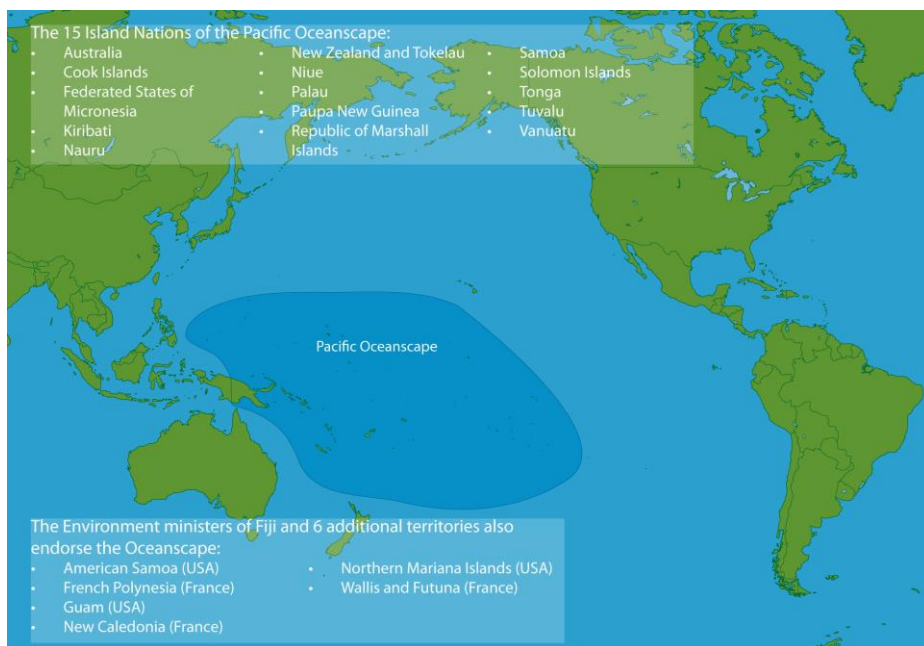 The 15 Island Nations of the Pacific Oceanscape:
• Australia
• Cook Islands
• Federated States of
Micronesia
• Kiribati
• Nauru
• New Zealand and Tokelau
• Niue
• Palau
• Paupa New Guinea
• Republic of Marshall
Islands
• Samoa
• Solomon Islands
• Tonga
• Tuvalu
• Vanuatu
Pacific Oceanscape
The Environment ministers of Fiji and 6 additional territories also
endorse the Oceanscape:
• American Samoa (USA)
• French Polynesia (France)
• Guam (USA)
• New Caledonia (France)
• Northern Mariana Islands (USA)
• Wallis and Futuna (France)